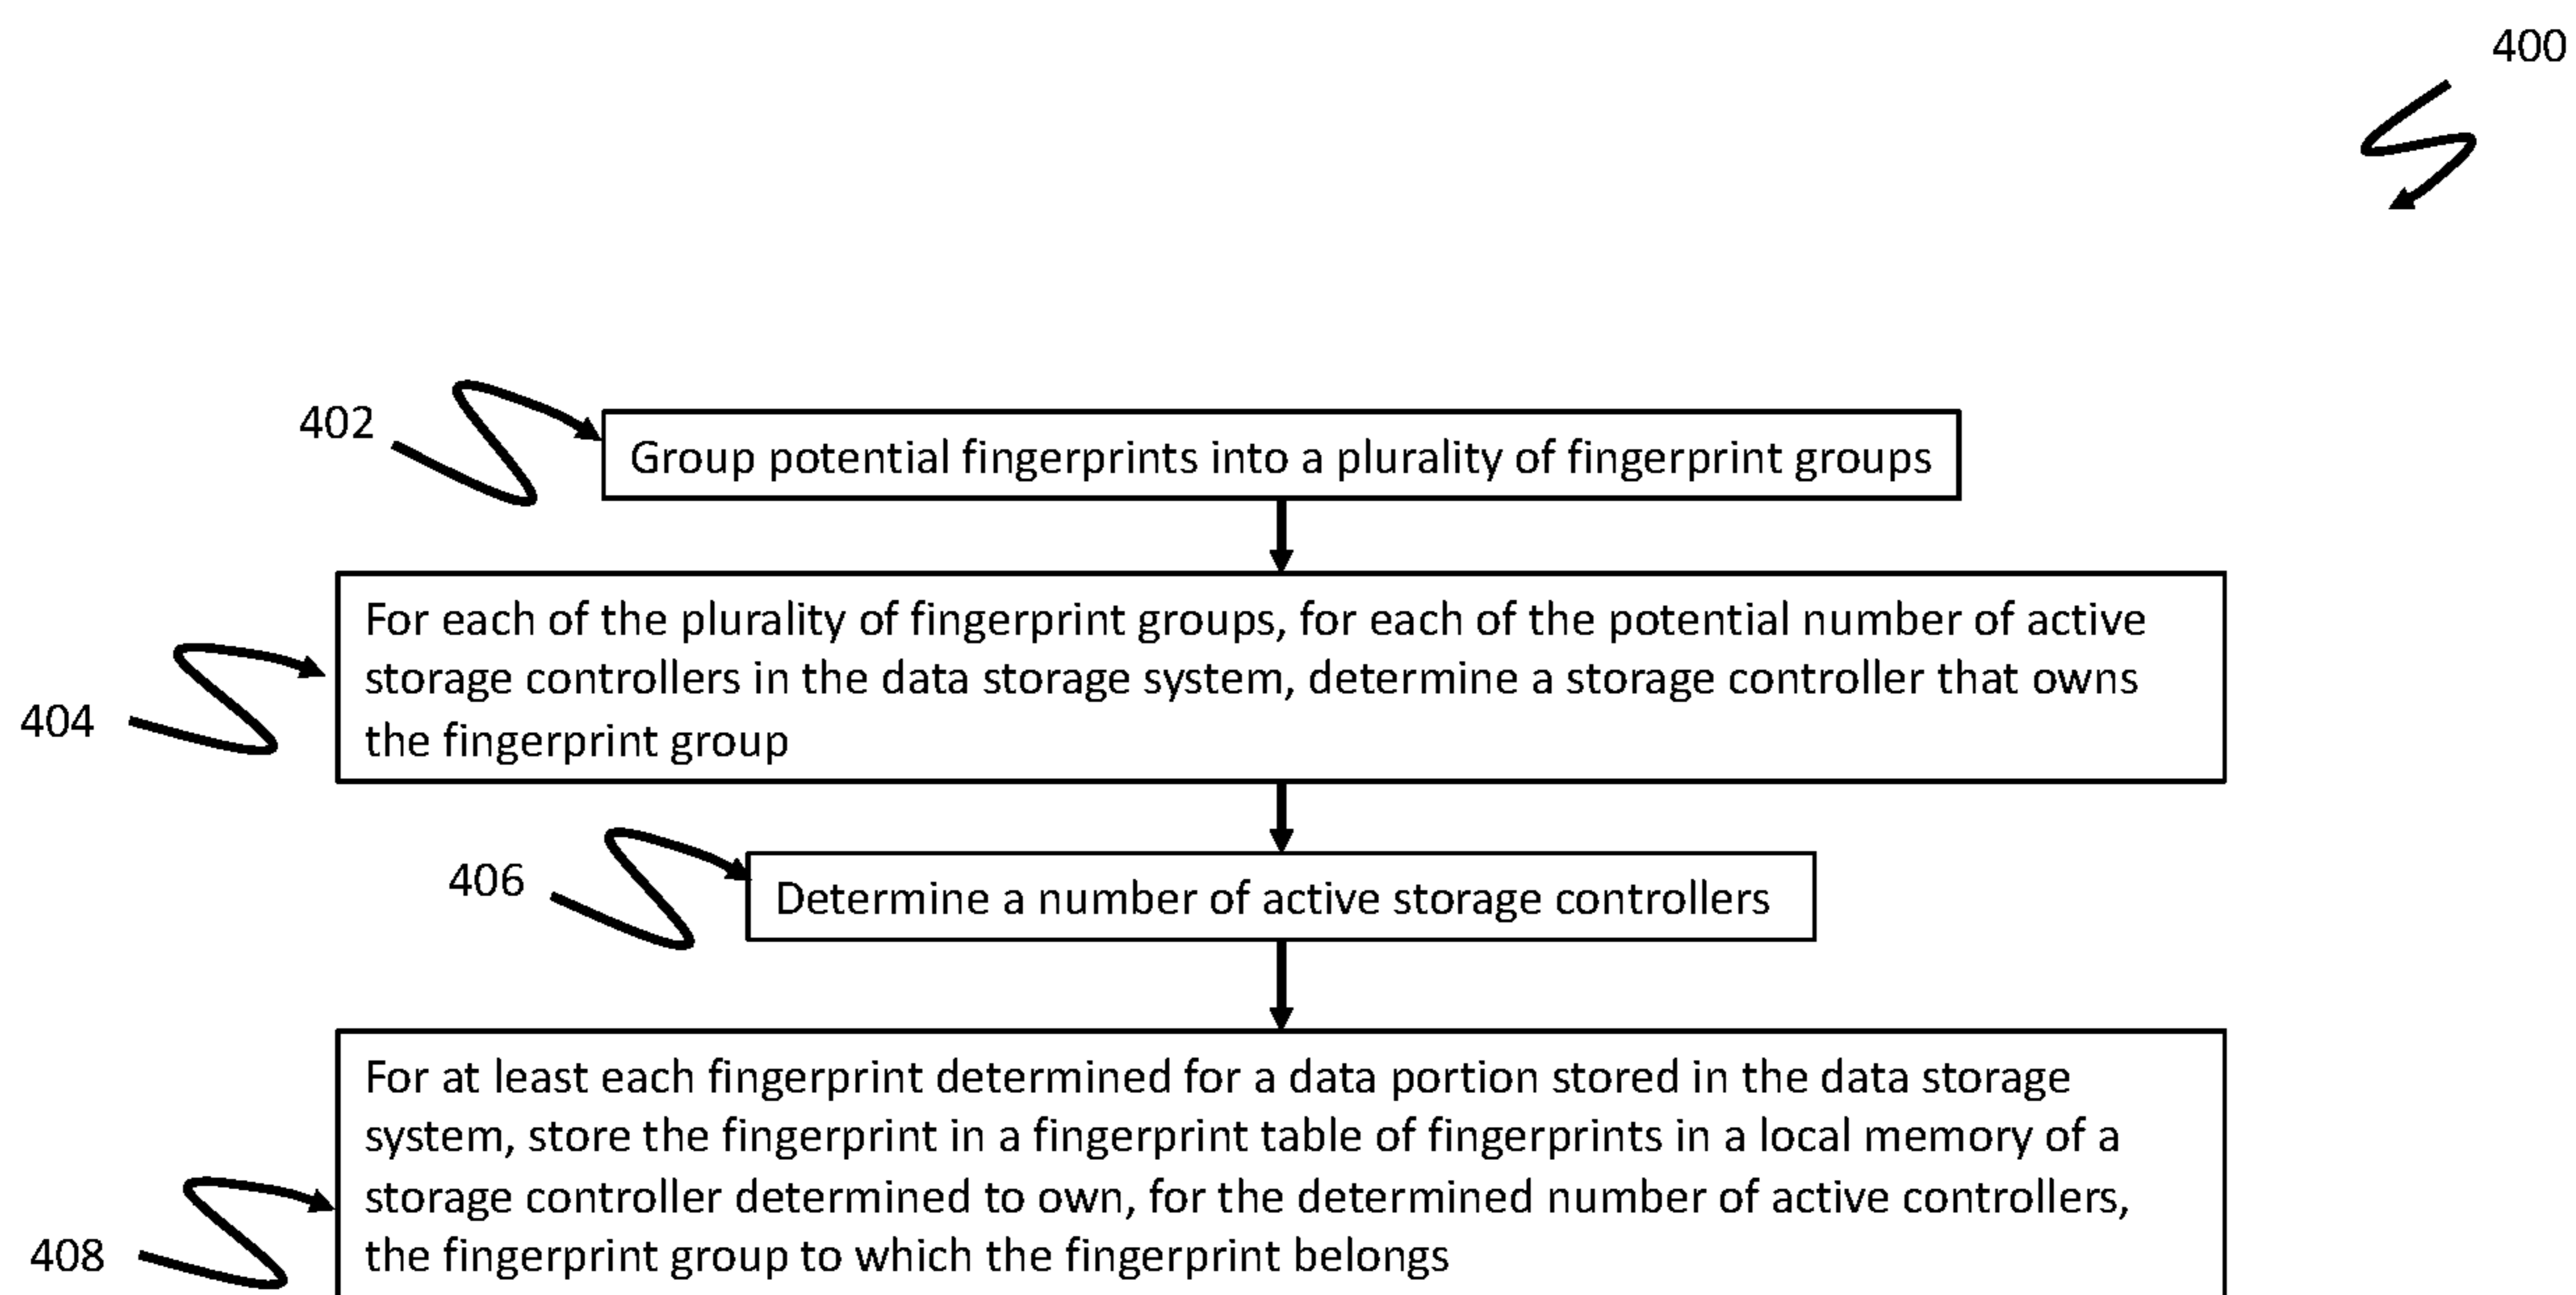 400
402
Group potential fingerprints into a plurality of fingerprint groups
For each of the plurality of fingerprint groups, for each of the potential number of active
storage controllers in the data storage system, determine a storage controller that owns
the fingerprint group
404
406
Determine a number of active storage controllers
For at least each fingerprint determined for a data portion stored in the data storage
system, store the fingerprint in a fingerprint table of fingerprints in a local memory of a
storage controller determined to own, for the determined number of active controllers,
the fingerprint group to which the fingerprint belongs
408